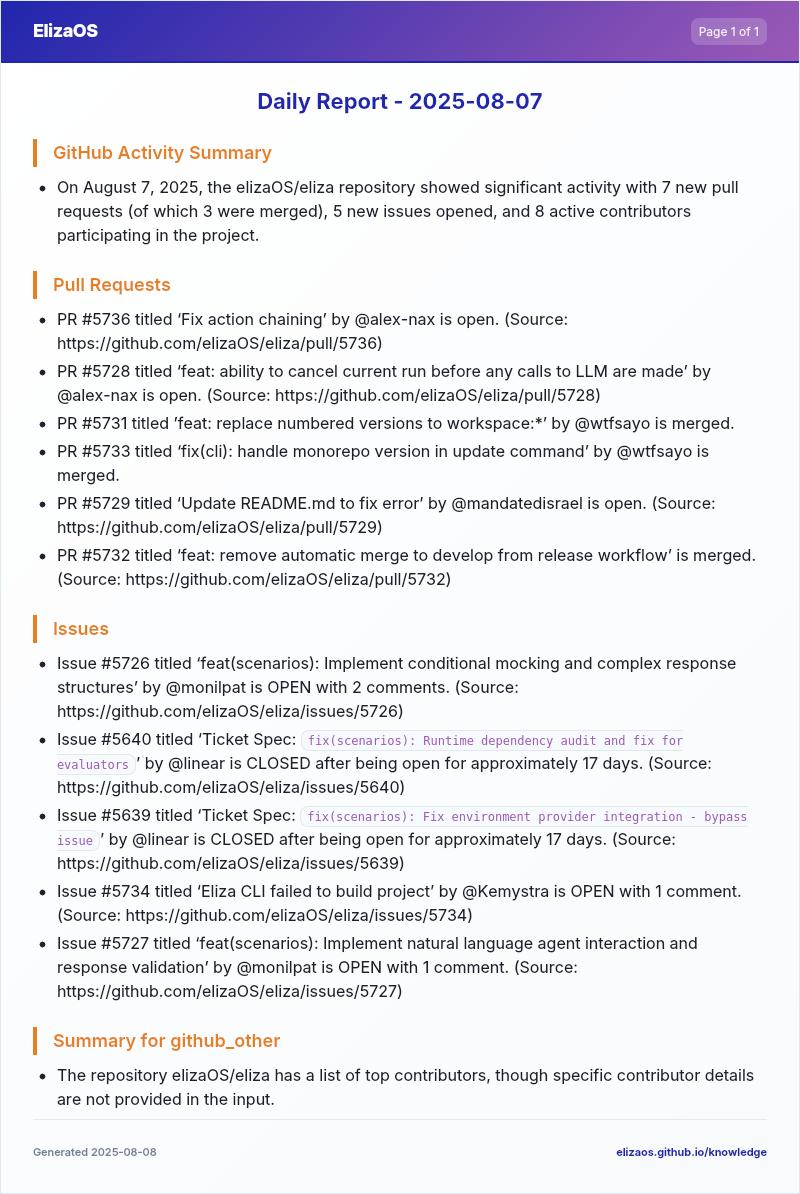 ElizaOS
Page 1 of 1
Daily Report - 2025-08-07
GitHub Activity Summary
• On August 7, 2025, the elizaOS/eliza repository showed significant activity with 7 new pull
requests (of which 3 were merged), 5 new issues opened, and 8 active contributors
participating in the project.
Pull Requests
• PR #5736 titled ‘Fix action chaining’ by @alex-nax is open. (Source:
https://github.com/elizaOS/eliza/pull/5736)
• PR #5728 titled ‘feat: ability to cancel current run before any calls to LLM are made’ by
@alex-nax is open. (Source: https://github.com/elizaOS/eliza/pull/5728)
• PR #5731 titled ’feat: replace numbered versions to workspace:*’ by @wtfsayo is merged.
• PR #5733 titled ‘fix(cli): handle monorepo version in update command’ by @wtfsayo is
merged.
• PR #5729 titled ‘Update README.md to fix error’ by @mandatedisrael is open. (Source:
https://github.com/elizaOS/eliza/pull/5729)
• PR #5732 titled ‘feat: remove automatic merge to develop from release workflow’ is merged.
(Source: https://github.com/elizaOS/eliza/pull/5732)
Issues
• Issue #5726 titled ‘feat(scenarios): Implement conditional mocking and complex response
structures’ by @monilpat is OPEN with 2 comments. (Source:
https://github.com/elizaOS/eliza/issues/5726)
• Issue #5640 titled ‘Ticket Spec: fix(scenarios): Runtime dependency audit and fix for
evaluators’ by @linear is CLOSED after being open for approximately 17 days. (Source:
https://github.com/elizaOS/eliza/issues/5640)
• Issue #5639 titled ‘Ticket Spec: fix(scenarios): Fix environment provider integration - bypass
issue’ by @linear is CLOSED after being open for approximately 17 days. (Source:
https://github.com/elizaOS/eliza/issues/5639)
• Issue #5734 titled ‘Eliza CLI failed to build project’ by @Kemystra is OPEN with 1 comment.
(Source: https://github.com/elizaOS/eliza/issues/5734)
• Issue #5727 titled ‘feat(scenarios): Implement natural language agent interaction and
response validation’ by @monilpat is OPEN with 1 comment. (Source:
https://github.com/elizaOS/eliza/issues/5727)
Summary for github_other
• The repository elizaOS/eliza has a list of top contributors, though specific contributor details
are not provided in the input.
Generated 2025-08-08
elizaos.github.io/knowledge